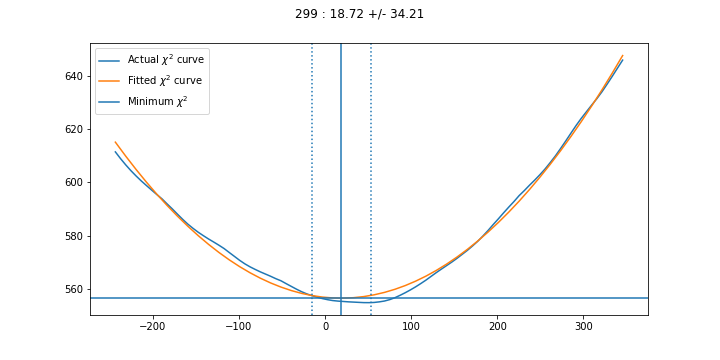 299 : 18.72 +/- 34.21
Actual χ² curve
Fitted χ² curve
Minimum χ²
640
620
600
580
560
−200
−100
0
100
200
300